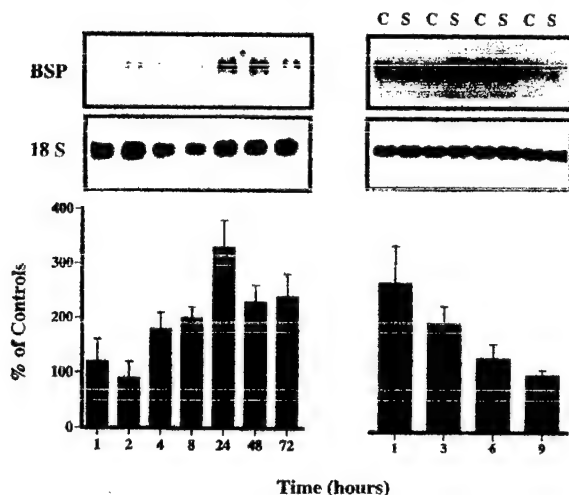 C S C S C S C S
BSP
18 S
% of Controls
400
300
200
100
0
1 2 4 8 24 48 72
1 3 6 9
Time (hours)